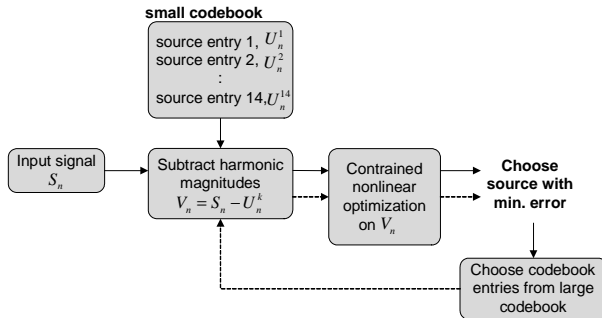 small codebook
source entry 1, U_n^1
source entry 2, U_n^2
:
source entry 14, U_n^14
Input signal
S_n
Subtract harmonic
magnitudes
V_n = S_n − U_n^k
Contrained
nonlinear
optimization
on V_n
Choose
source with
min. error
Choose codebook
entries from large
codebook